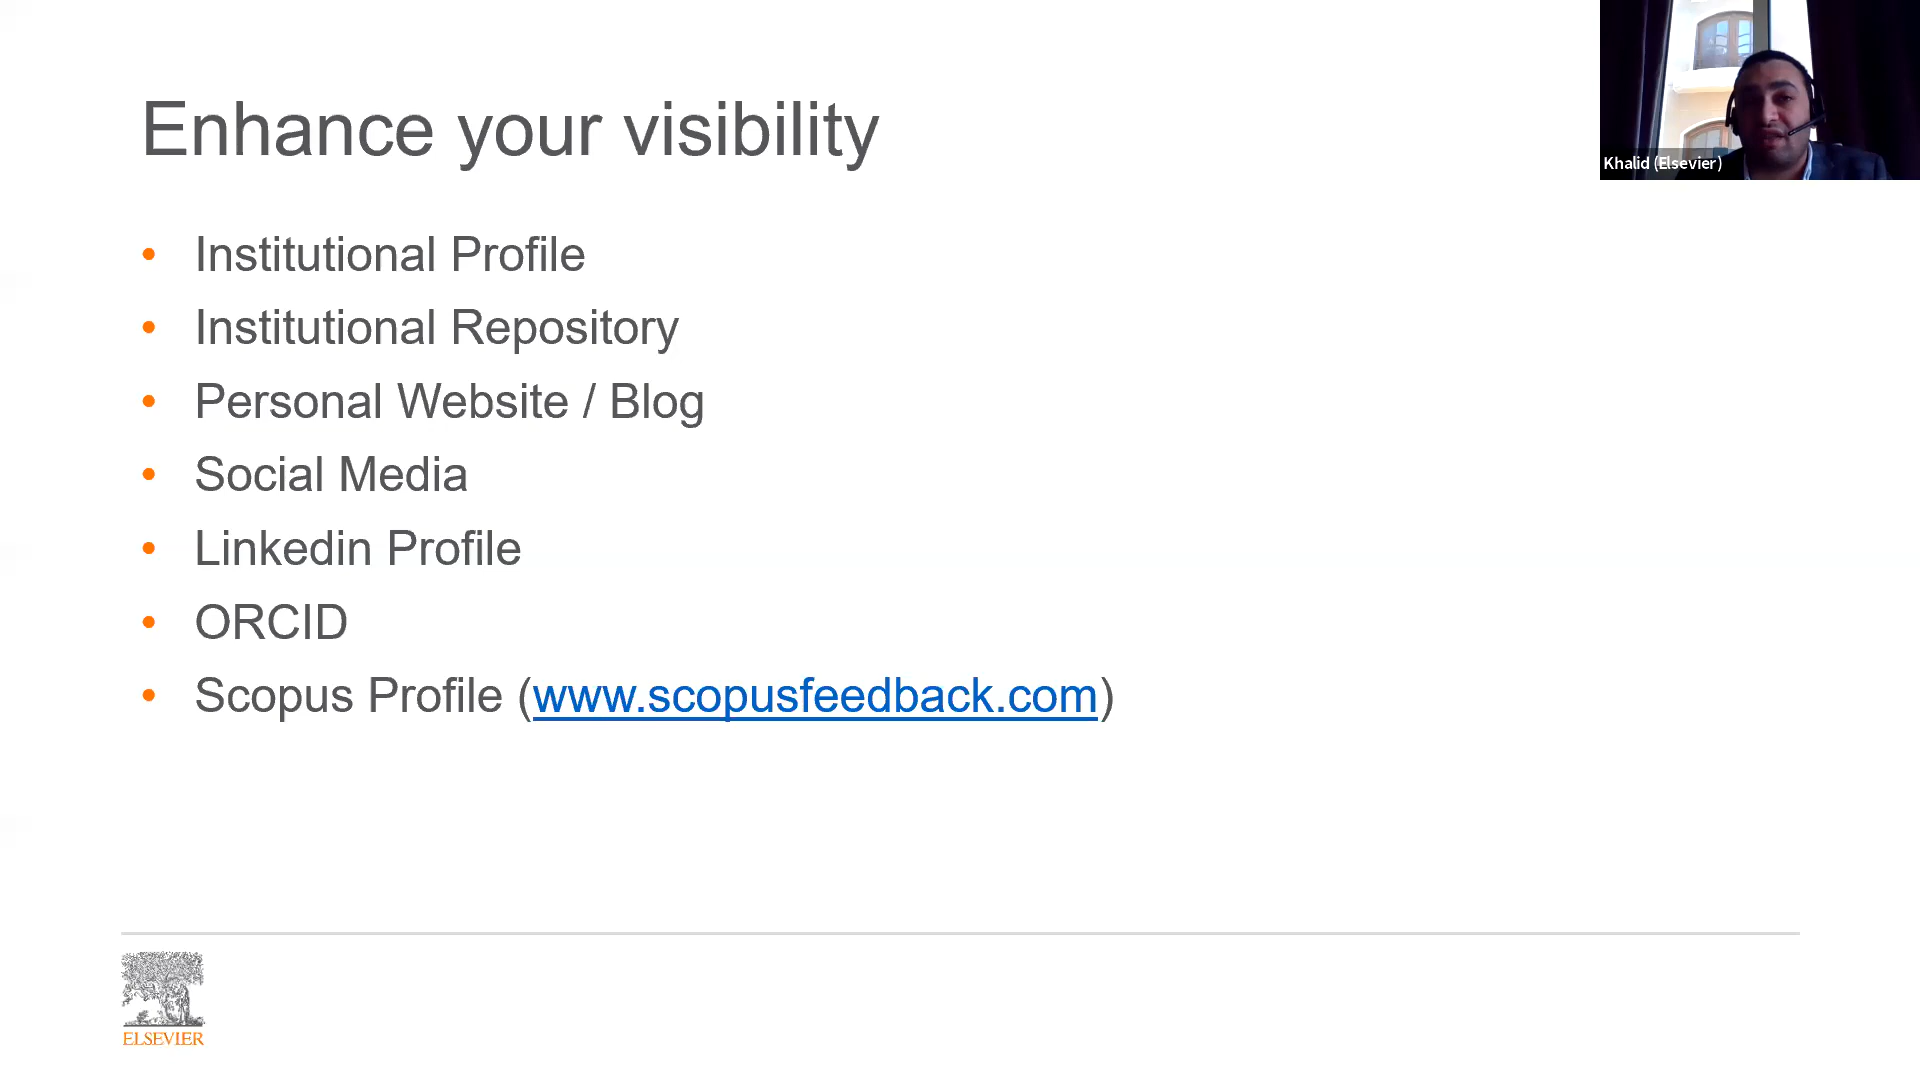 Enhance your visibility
• Institutional Profile
• Institutional Repository
• Personal Website / Blog
• Social Media
• Linkedin Profile
• ORCID
• Scopus Profile (www.scopusfeedback.com)
Khalid (Elsevier)
ELSEVIER